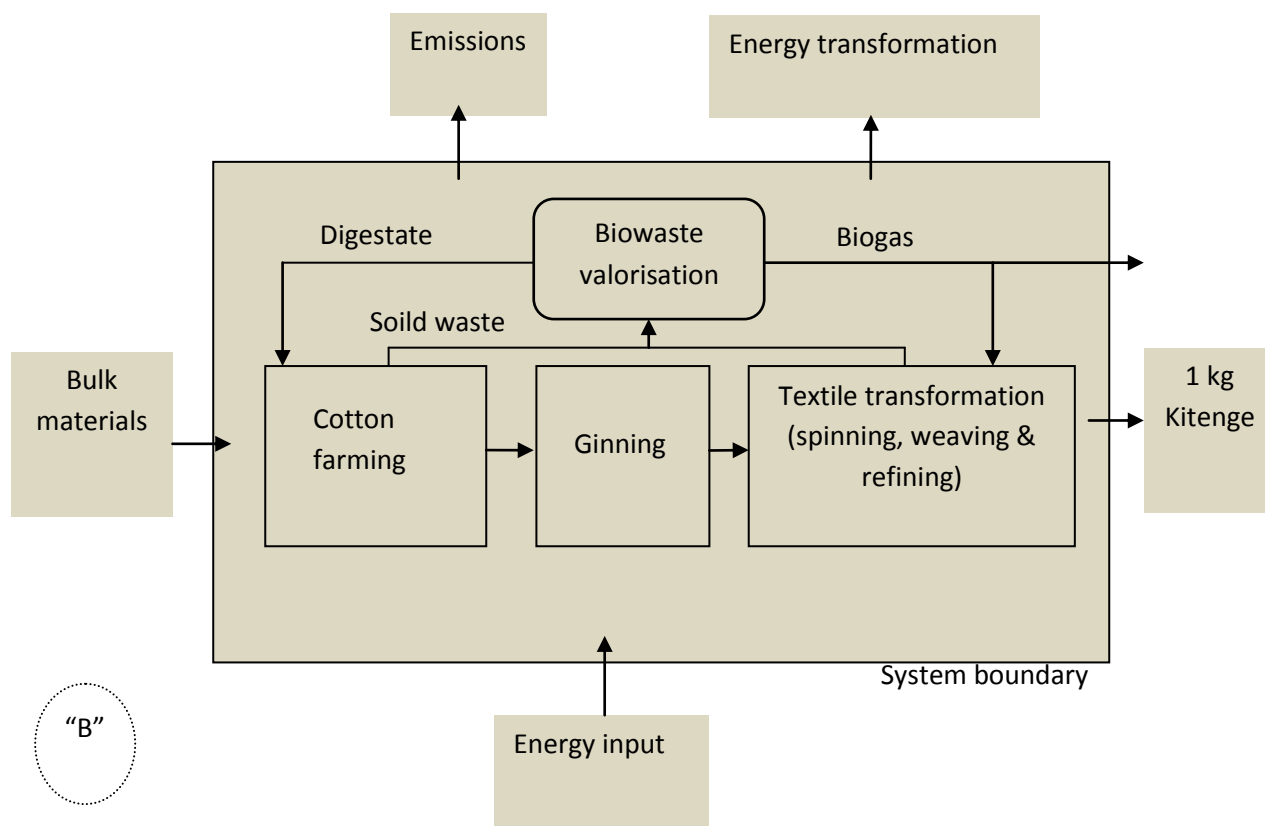 Emissions
Energy transformation
Digestate
Biowaste
valorisation
Biogas
Soild waste
Bulk
materials
Cotton
farming
Ginning
Textile transformation
(spinning, weaving &
refining)
1 kg
Kitenge
System boundary
“B”
Energy input